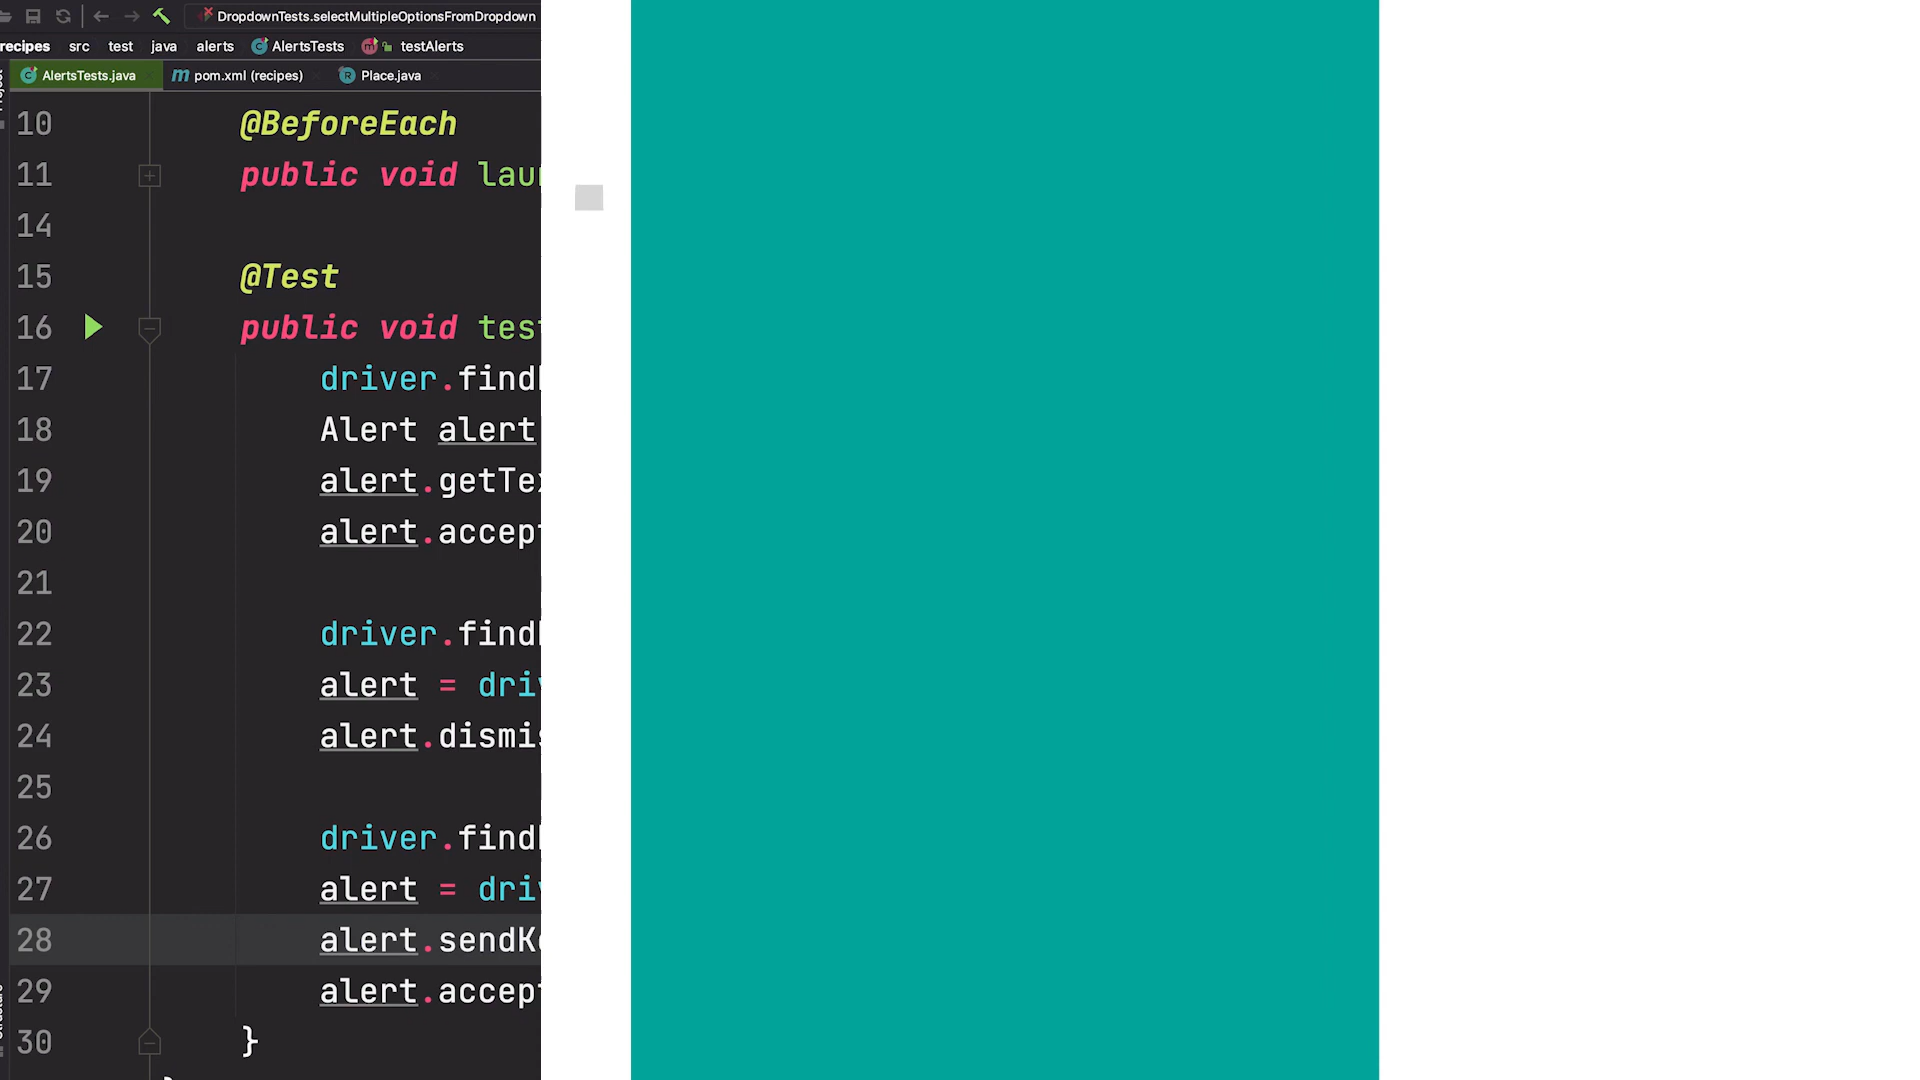 DropdownTests.selectMultipleOptionsFromDropdown
recipes src test java alerts AlertsTests testAlerts
AlertsTests.java pom.xml (recipes) Place.java
10 @BeforeEach
11 public void lau
14
15 @Test
16 public void tes
17 driver.find
18 Alert alert
19 alert.getTe
20 alert.accep
21
22 driver.find
23 alert = dri
24 alert.dismi
25
26 driver.find
27 alert = dri
28 alert.sendK
29 alert.accep
30 }